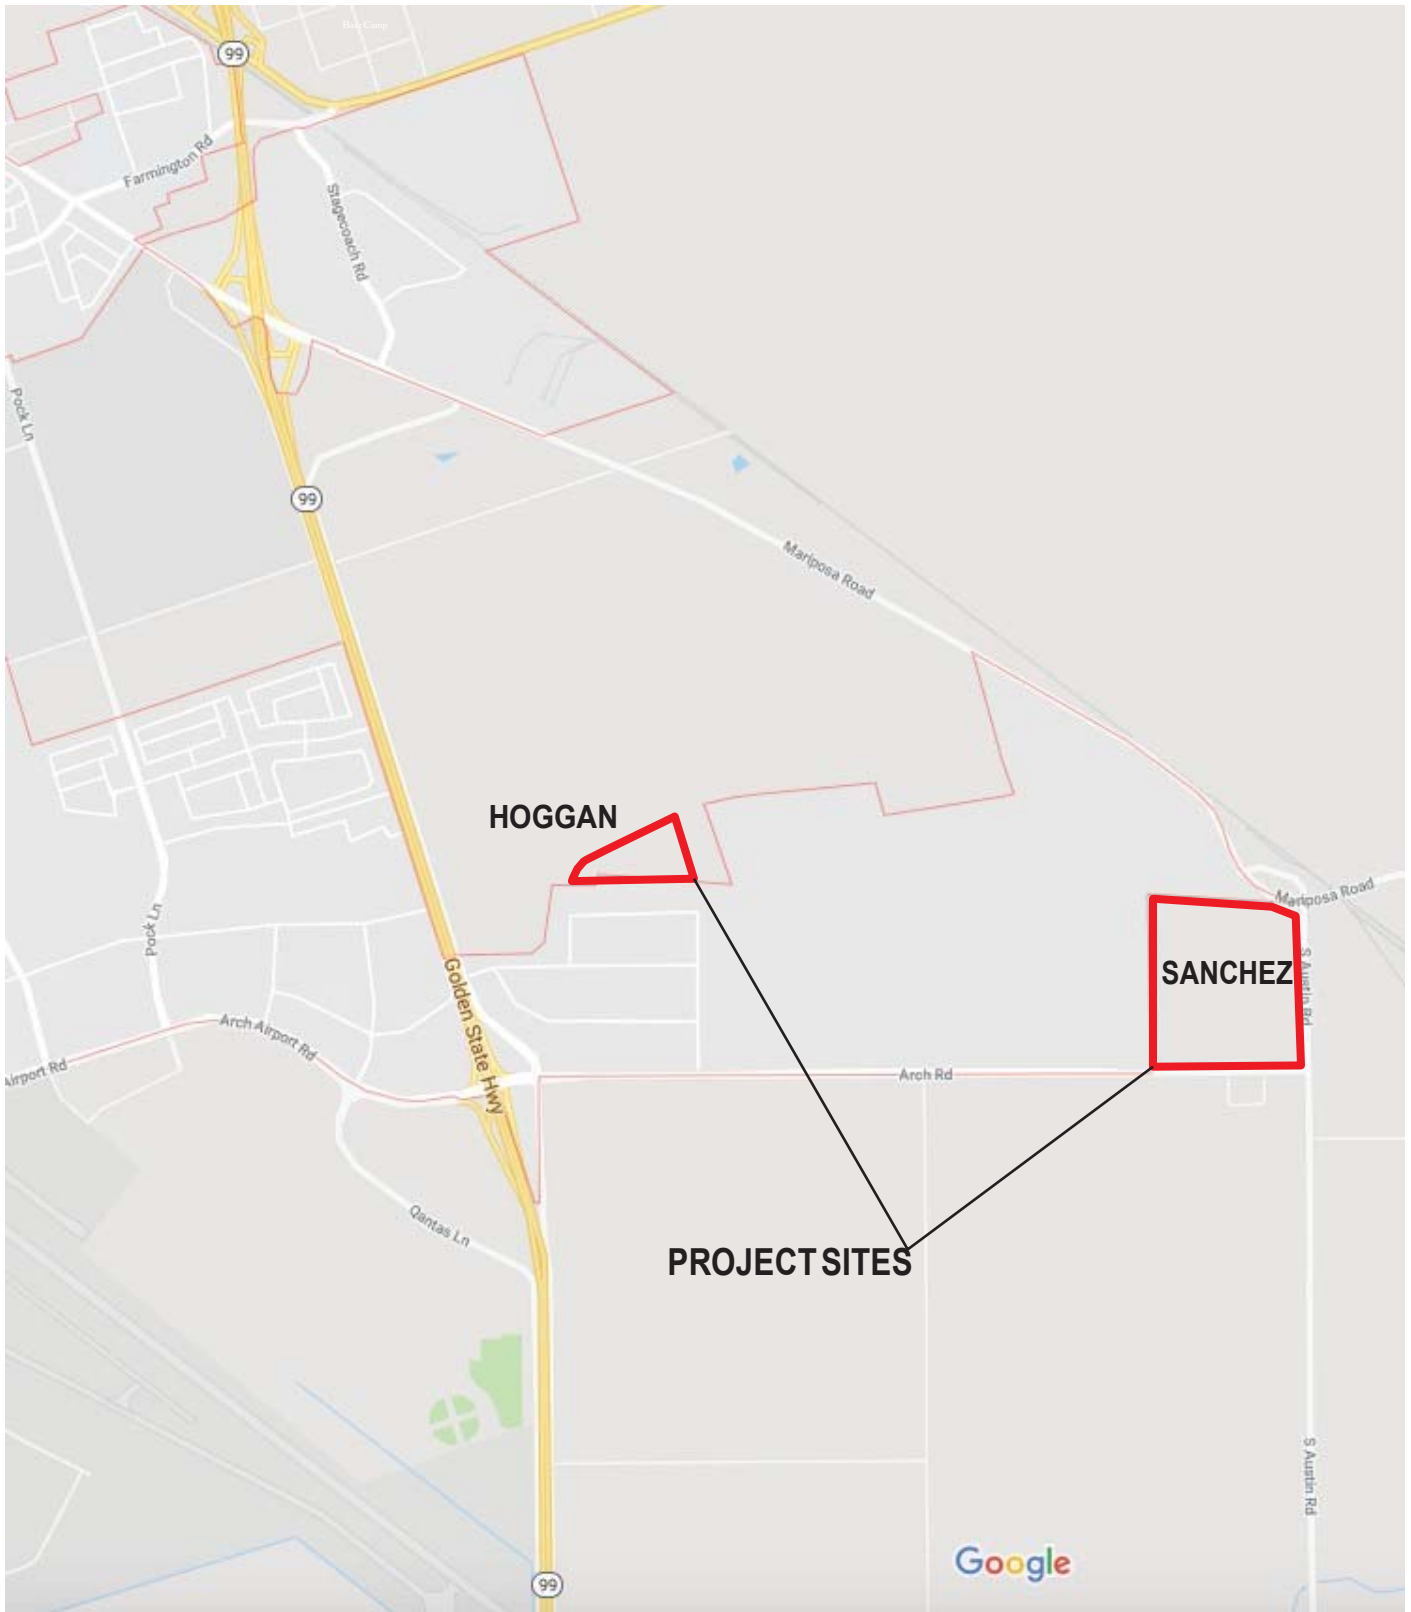 99
Farmington Rd
Stagecoach Rd
Pock Ln
99
Mariposa Road
HOGGAN
Mariposa Road
Pock Ln
SANCHEZ
S Austin Rd
Golden State Hwy
Arch Airport Rd
Airport Rd
Arch Rd
Qantas Ln
PROJECT SITES
S Austin Rd
Google
99